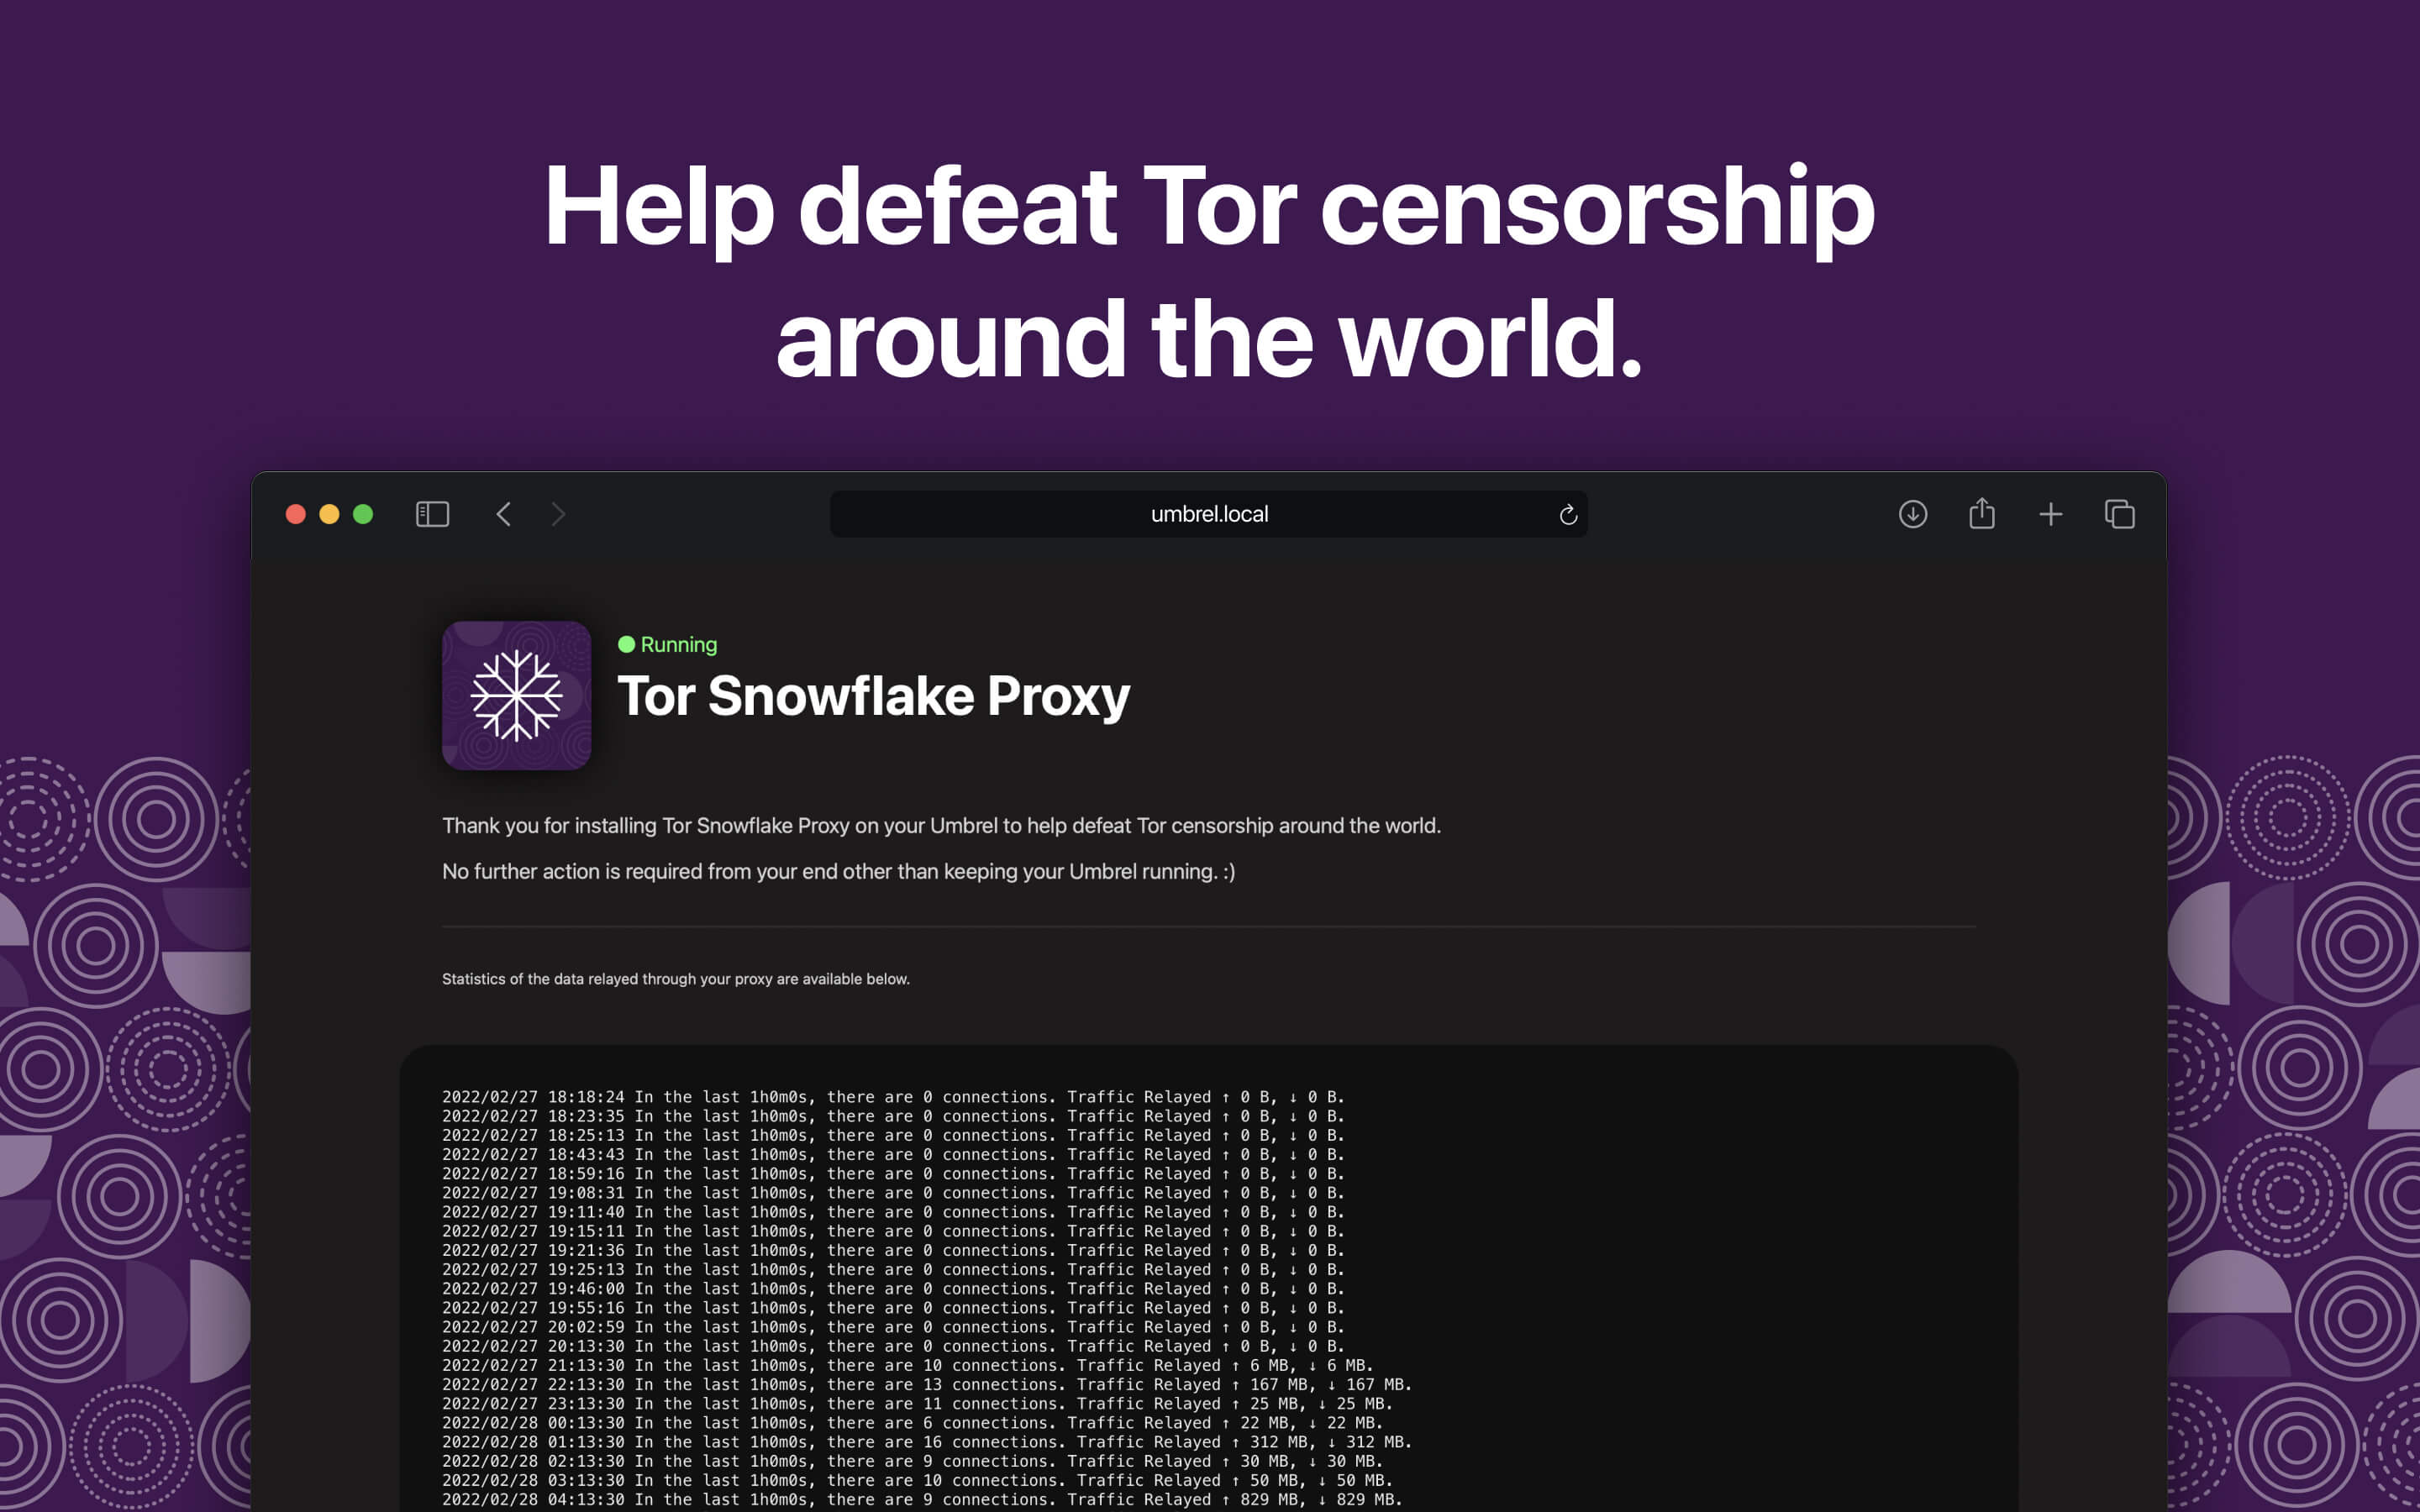 Help defeat Tor censorship
around the world.
umbrel.local
Running
Tor Snowflake Proxy
Thank you for installing Tor Snowflake Proxy on your Umbrel to help defeat Tor censorship around the world.
No further action is required from your end other than keeping your Umbrel running. :)
Statistics of the data relayed through your proxy are available below.
2022/02/27 18:18:24 In the last 1h0m0s, there are 0 connections. Traffic Relayed ↑ 0 B, ↓ 0 B.
2022/02/27 18:23:35 In the last 1h0m0s, there are 0 connections. Traffic Relayed ↑ 0 B, ↓ 0 B.
2022/02/27 18:25:13 In the last 1h0m0s, there are 0 connections. Traffic Relayed ↑ 0 B, ↓ 0 B.
2022/02/27 18:43:43 In the last 1h0m0s, there are 0 connections. Traffic Relayed ↑ 0 B, ↓ 0 B.
2022/02/27 18:59:16 In the last 1h0m0s, there are 0 connections. Traffic Relayed ↑ 0 B, ↓ 0 B.
2022/02/27 19:08:31 In the last 1h0m0s, there are 0 connections. Traffic Relayed ↑ 0 B, ↓ 0 B.
2022/02/27 19:11:40 In the last 1h0m0s, there are 0 connections. Traffic Relayed ↑ 0 B, ↓ 0 B.
2022/02/27 19:15:11 In the last 1h0m0s, there are 0 connections. Traffic Relayed ↑ 0 B, ↓ 0 B.
2022/02/27 19:21:36 In the last 1h0m0s, there are 0 connections. Traffic Relayed ↑ 0 B, ↓ 0 B.
2022/02/27 19:25:13 In the last 1h0m0s, there are 0 connections. Traffic Relayed ↑ 0 B, ↓ 0 B.
2022/02/27 19:46:00 In the last 1h0m0s, there are 0 connections. Traffic Relayed ↑ 0 B, ↓ 0 B.
2022/02/27 19:55:16 In the last 1h0m0s, there are 0 connections. Traffic Relayed ↑ 0 B, ↓ 0 B.
2022/02/27 20:02:59 In the last 1h0m0s, there are 0 connections. Traffic Relayed ↑ 0 B, ↓ 0 B.
2022/02/27 20:13:30 In the last 1h0m0s, there are 0 connections. Traffic Relayed ↑ 0 B, ↓ 0 B.
2022/02/27 21:13:30 In the last 1h0m0s, there are 10 connections. Traffic Relayed ↑ 6 MB, ↓ 6 MB.
2022/02/27 22:13:30 In the last 1h0m0s, there are 13 connections. Traffic Relayed ↑ 167 MB, ↓ 167 MB.
2022/02/27 23:13:30 In the last 1h0m0s, there are 11 connections. Traffic Relayed ↑ 25 MB, ↓ 25 MB.
2022/02/28 00:13:30 In the last 1h0m0s, there are 6 connections. Traffic Relayed ↑ 22 MB, ↓ 22 MB.
2022/02/28 01:13:30 In the last 1h0m0s, there are 16 connections. Traffic Relayed ↑ 312 MB, ↓ 312 MB.
2022/02/28 02:13:30 In the last 1h0m0s, there are 9 connections. Traffic Relayed ↑ 30 MB, ↓ 30 MB.
2022/02/28 03:13:30 In the last 1h0m0s, there are 10 connections. Traffic Relayed ↑ 50 MB, ↓ 50 MB.
2022/02/28 04:13:30 In the last 1h0m0s, there are 9 connections. Traffic Relayed ↑ 829 MB, ↓ 829 MB.